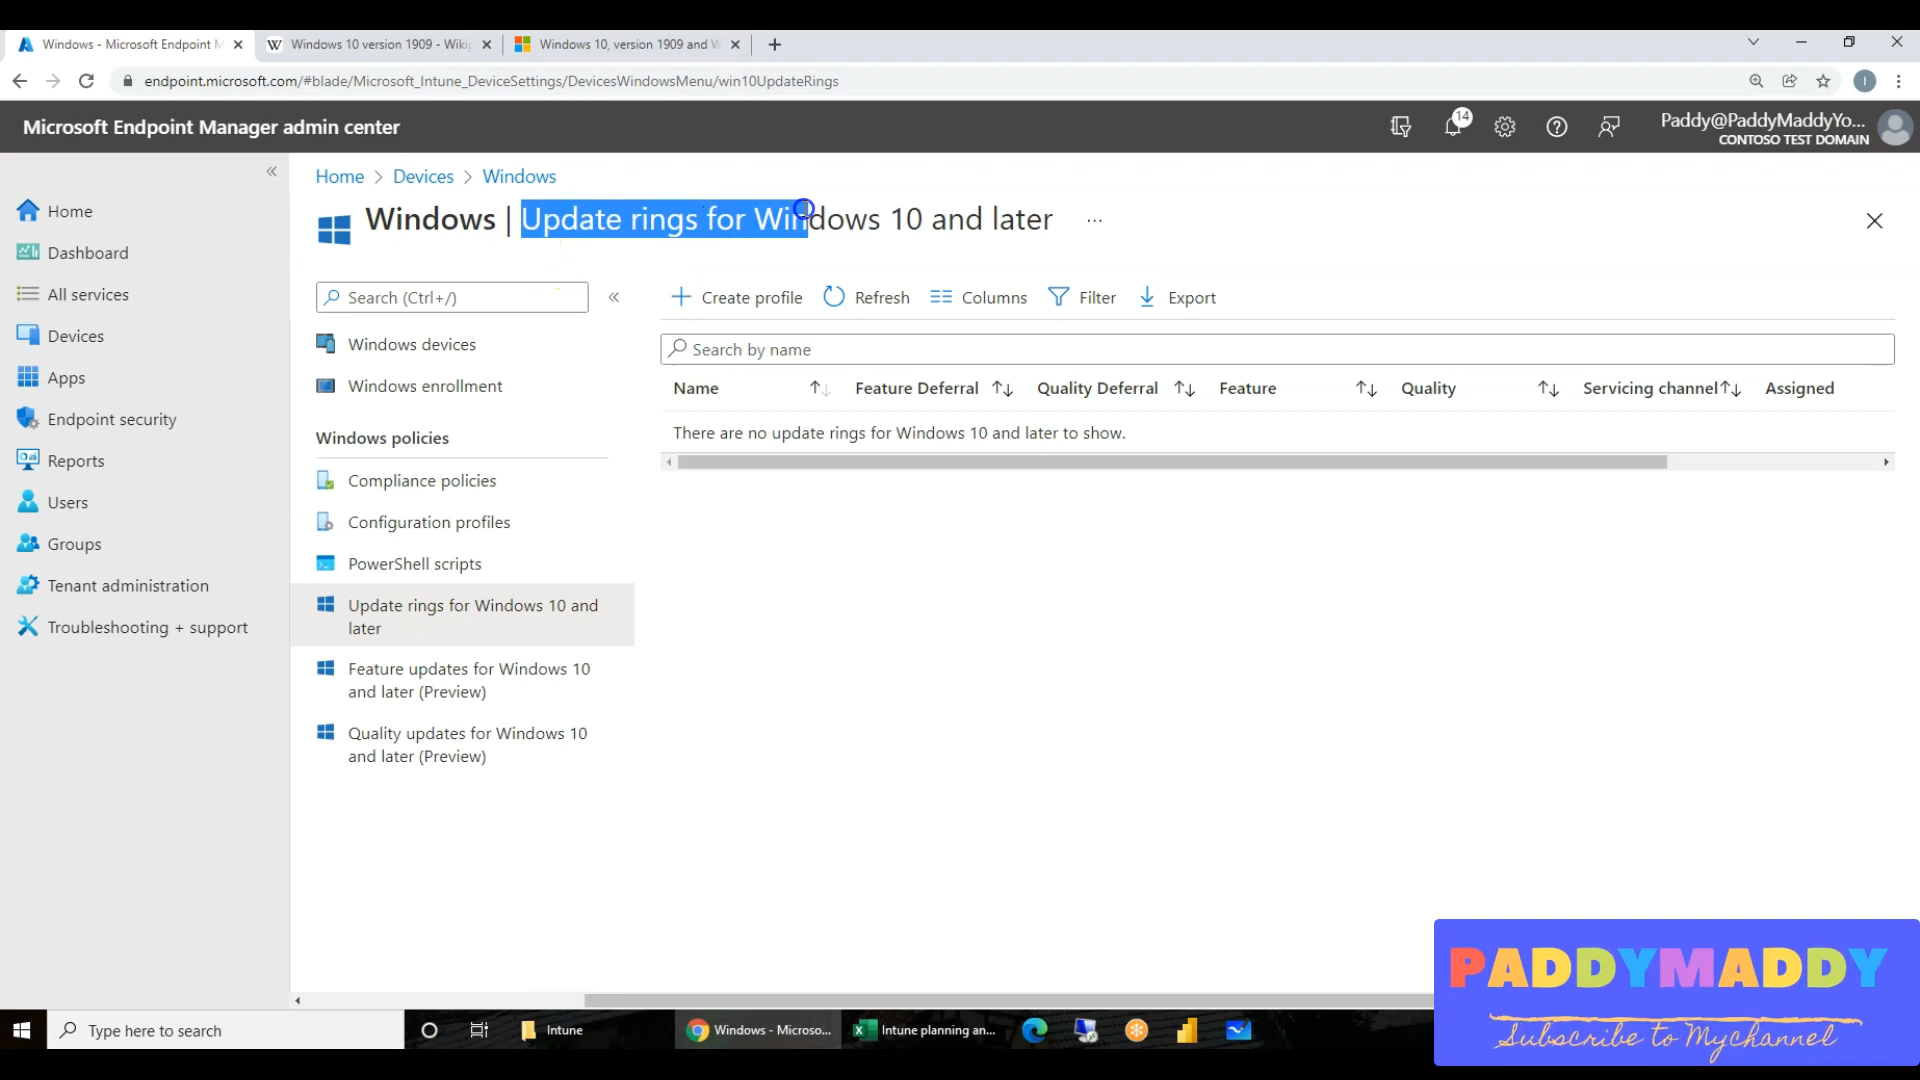 Windows - Microsoft Endpoint M
Windows 10 version 1909 - Wikip
Windows 10, version 1909 and W
endpoint.microsoft.com/#blade/Microsoft_Intune_DeviceSettings/DevicesWindowsMenu/win10UpdateRings
I
Microsoft Endpoint Manager admin center
14
Paddy@PaddyMaddyYo...
CONTOSO TEST DOMAIN
Home
Dashboard
All services
Devices
Apps
Endpoint security
Reports
Users
Groups
Tenant administration
Troubleshooting + support
Home > Devices > Windows
Windows | Update rings for Windows 10 and later ...
Search (Ctrl+/)
Windows devices
Windows enrollment
Windows policies
Compliance policies
Configuration profiles
PowerShell scripts
Update rings for Windows 10 and
later
Feature updates for Windows 10
and later (Preview)
Quality updates for Windows 10
and later (Preview)
Create profile Refresh Columns Filter Export
Search by name
Name Feature Deferral Quality Deferral Feature Quality Servicing channel Assigned
There are no update rings for Windows 10 and later to show.
PADDYMADDY
Subscribe to Mychannel
Type here to search
Intune
Windows - Microso...
Intune planning an...